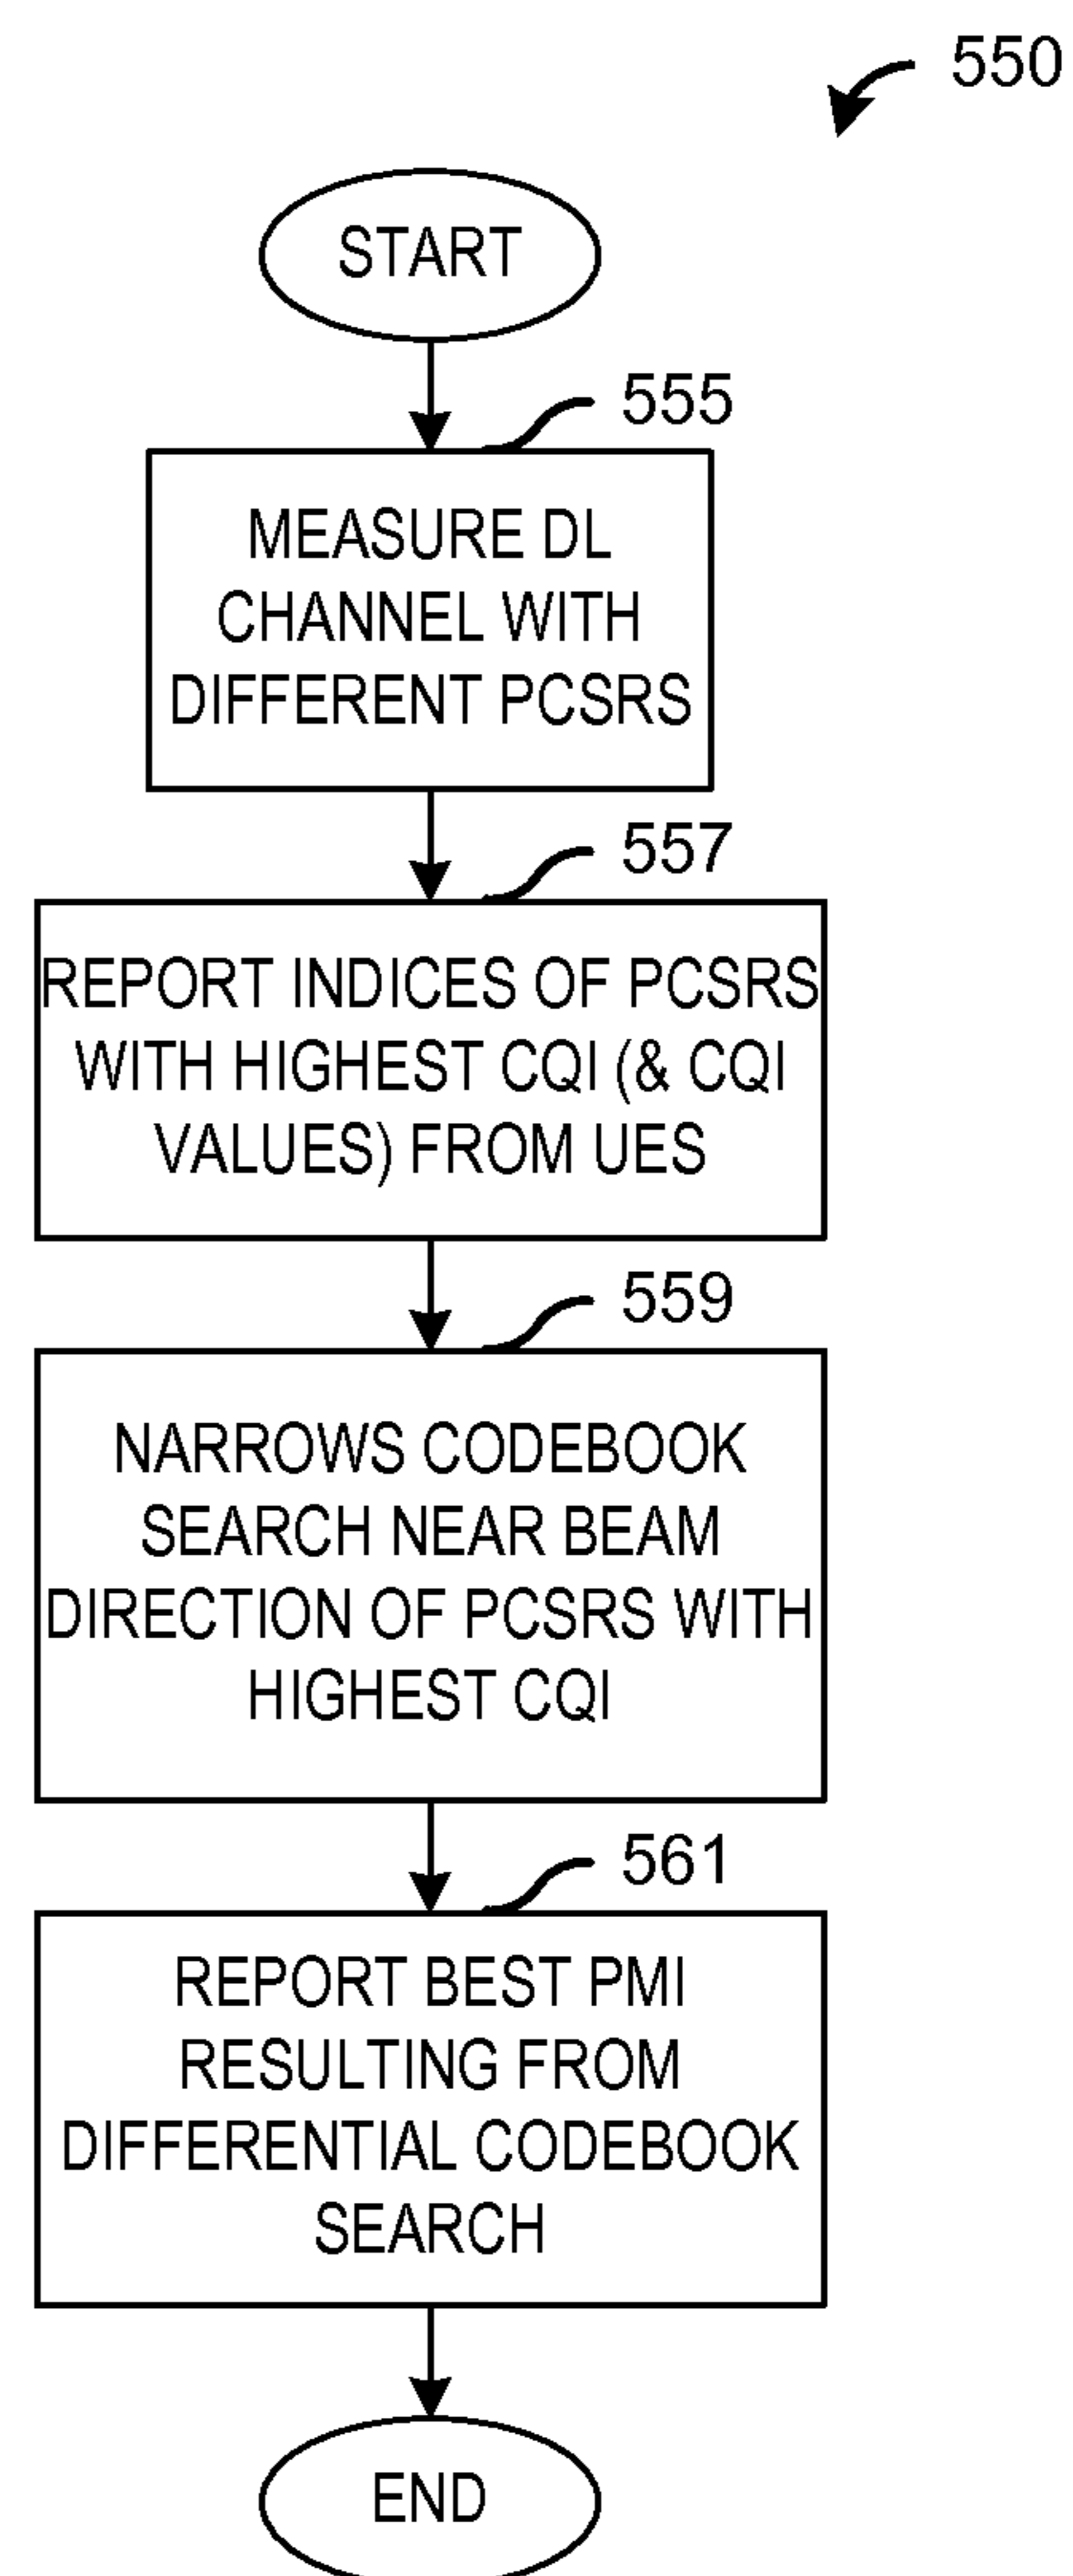 550
START
555
MEASURE DL
CHANNEL WITH
DIFFERENT PCSRS
557
REPORT INDICES OF PCSRS
WITH HIGHEST CQI (& CQI
VALUES) FROM UES
559
NARROWS CODEBOOK
SEARCH NEAR BEAM
DIRECTION OF PCSRS WITH
HIGHEST CQI
561
REPORT BEST PMI
RESULTING FROM
DIFFERENTIAL CODEBOOK
SEARCH
END